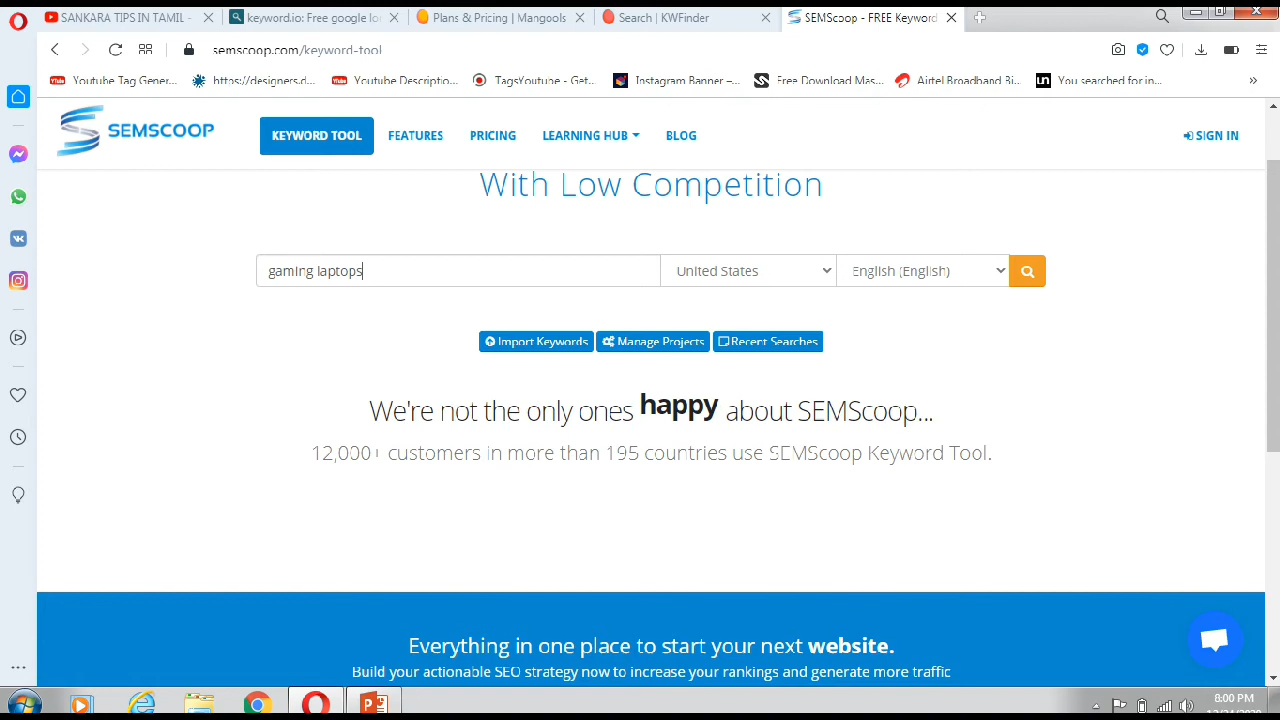 SANKARA TIPS IN TAMIL -
keyword.io: Free google lon
Plans & Pricing | Mangool
Search | KWFinder
SEMScoop - FREE Keyword
semscoop.com/keyword-tool
Youtube Tag Gener...
https://designers.d...
Youtube Descriptio...
TagsYoutube - Get...
Instagram Banner –...
Free Download Mas...
Airtel Broadband Bi...
You searched for in...
SEMSCOOP
KEYWORD TOOL
FEATURES
PRICING
LEARNING HUB
BLOG
SIGN IN
With Low Competition
gaming laptops
United States
English (English)
Import Keywords
Manage Projects
Recent Searches
We're not the only ones happy about SEMScoop...
12,000+ customers in more than 195 countries use SEMScoop Keyword Tool.
Everything in one place to start your next website.
Build your actionable SEO strategy now to increase your rankings and generate more traffic
8:00 PM